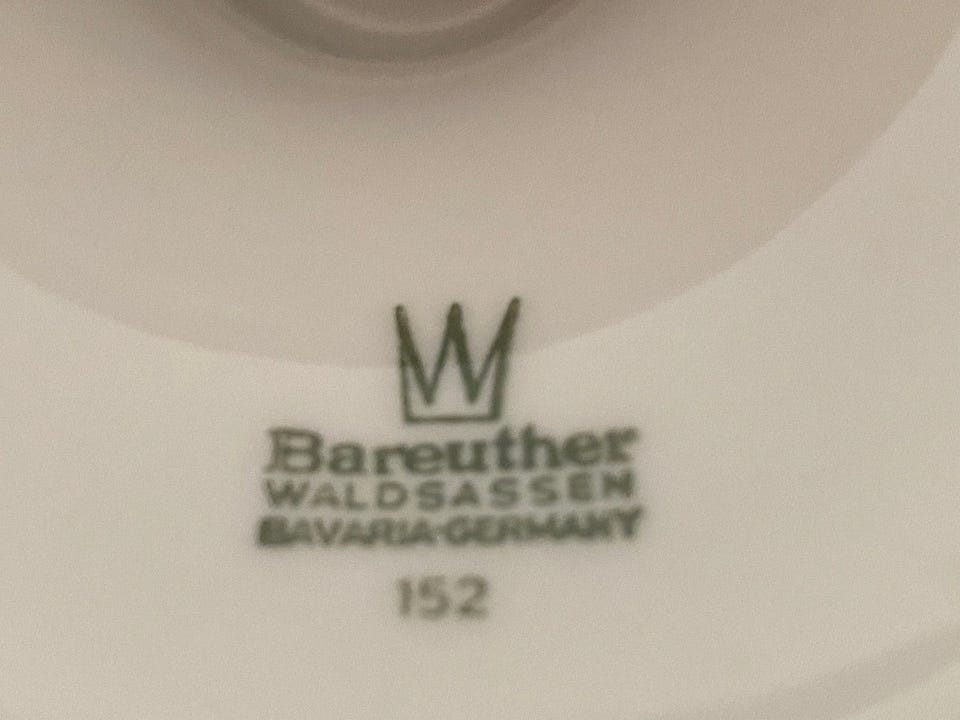 Bareuther
WALDSASSEN
BAVARIA·GERMANY
152